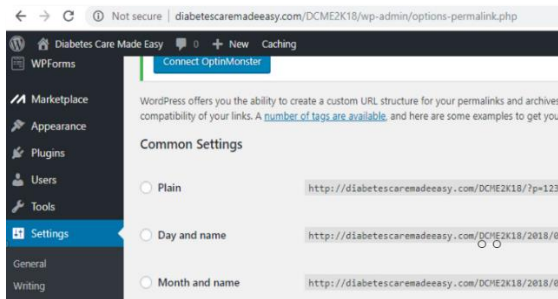 Not secure | diabetescaremadeeasy.com/DCME2K18/wp-admin/options-permalink.php
Diabetes Care Made Easy 0 + New Caching
WPForms
Connect OptinMonster
Marketplace
WordPress offers you the ability to create a custom URL structure for your permalinks and archives
Appearance
compatibility of your links. A number of tags are available, and here are some examples to get you
Plugins
Common Settings
Users
Plain http://diabetescaremadeeasy.com/DCME2K18/?p=123
Tools
Settings
Day and name http://diabetescaremadeeasy.com/DCME2K18/2018/0
General
Writing
Month and name http://diabetescaremadeeasy.com/DCME2K18/2018/0